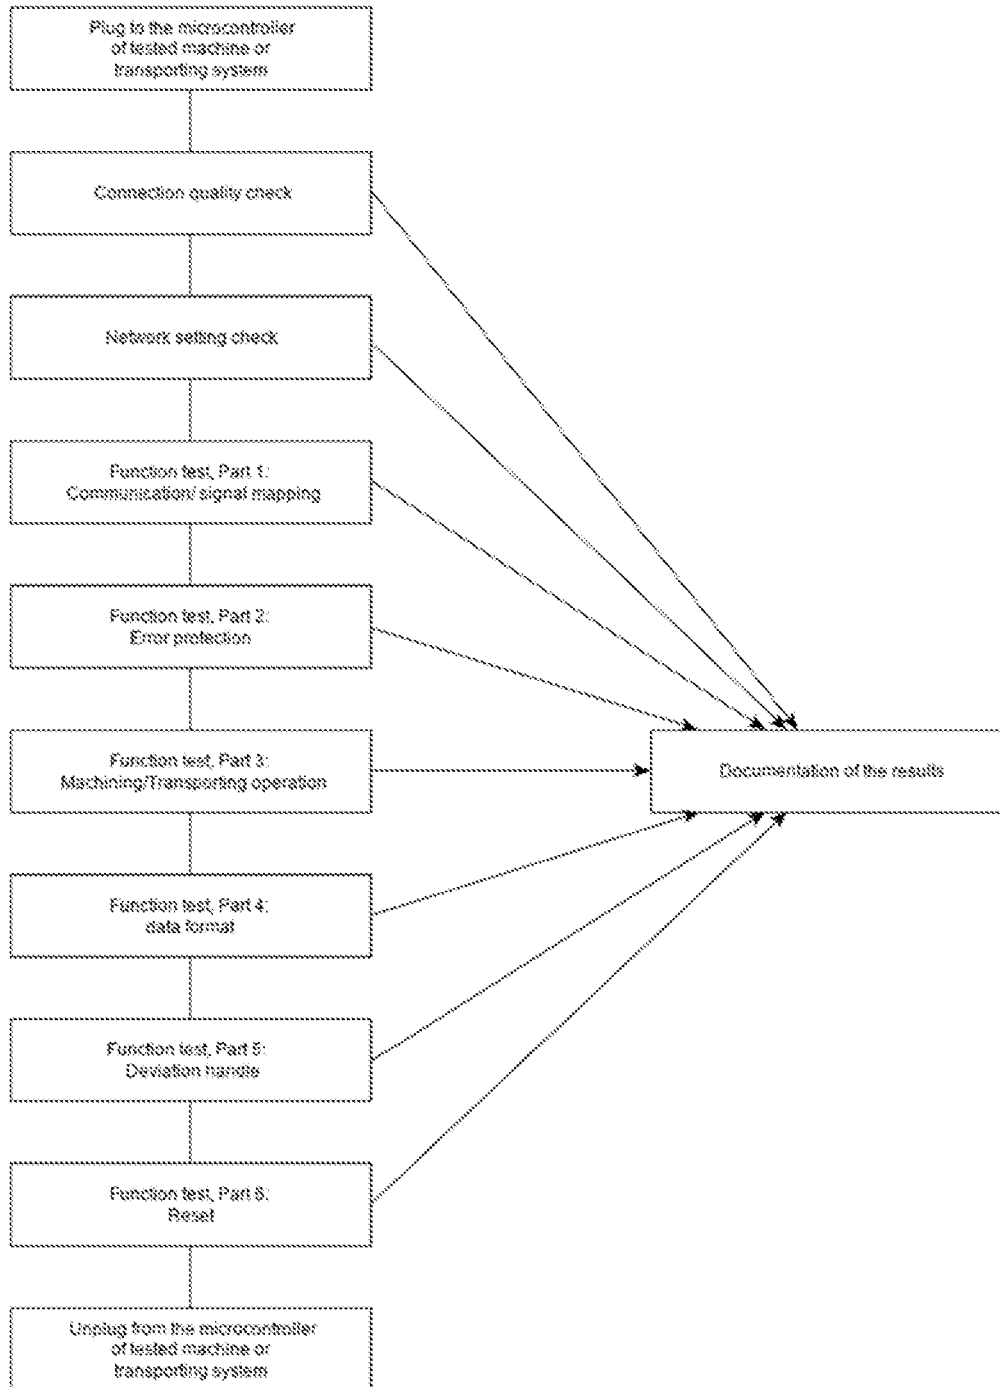 Plug to the microcontroller
of tested machine or
transporting system
Connection quality check
Network setting check
Function test, Part 1:
Communisation/ signal mapping
Function test, Part 2:
Error protection
Function test, Part 3:
Machining/Transporting operation
Documentation of the results
Function test, Part 4:
data format
Function test, Part 5:
Deviation handle
Function test, Part 6:
Reset
Unplug from the microcontroller
of tested machine or
transporting system